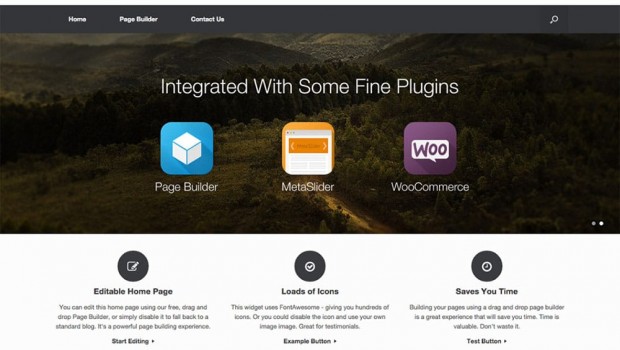 Home Page Builder Contact Us
Integrated With Some Fine Plugins
WOO
Page Builder MetaSlider WooCommerce
Editable Home Page
You can edit this home page using our free, drag and
drop Page Builder, or simply disable it to fall back to a
standard blog. It's a powerful page building experience.
Start Editing
Loads of Icons
This widget uses FontAwesome - giving you hundreds of
icons. Or you could disable the icon and use your own
image image. Great for testimonials.
Example Button
Saves You Time
Building your pages using a drag and drop page builder
is a great experience that will save you time. Time is
valuable. Don't waste it.
Test Button